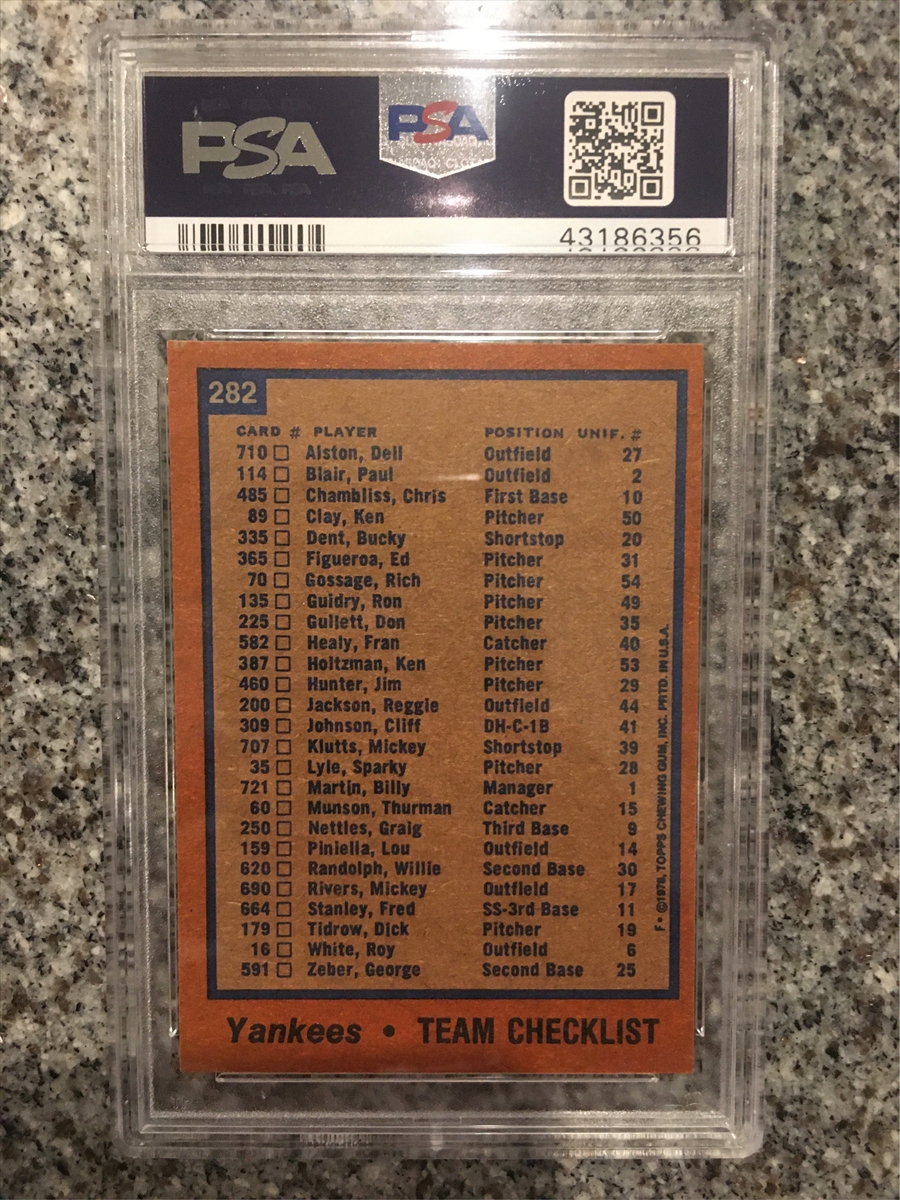 PSA
PSA
43186356
282
CARD # PLAYER POSITION UNIF. #
710 Alston, Dell Outfield 27
114 Blair, Paul Outfield 2
485 Chambliss, Chris First Base 10
89 Clay, Ken Pitcher 50
335 Dent, Bucky Shortstop 20
365 Figueroa, Ed Pitcher 31
70 Gossage, Rich Pitcher 54
135 Guidry, Ron Pitcher 49
225 Gullett, Don Pitcher 35
582 Healy, Fran Catcher 40
387 Holtzman, Ken Pitcher 53
460 Hunter, Jim Pitcher 29
200 Jackson, Reggie Outfield 44
309 Johnson, Cliff DH-C-1B 41
707 Klutts, Mickey Shortstop 39
35 Lyle, Sparky Pitcher 28
721 Martin, Billy Manager 1
60 Munson, Thurman Catcher 15
250 Nettles, Graig Third Base 9
159 Piniella, Lou Outfield 14
620 Randolph, Willie Second Base 30
690 Rivers, Mickey Outfield 17
664 Stanley, Fred SS-3rd Base 11
179 Tidrow, Dick Pitcher 19
16 White, Roy Outfield 6
591 Zeber, George Second Base 25
F• ©1978, TOPPS CHEWING GUM, INC. PRTD. IN U.S.A.
Yankees • TEAM CHECKLIST